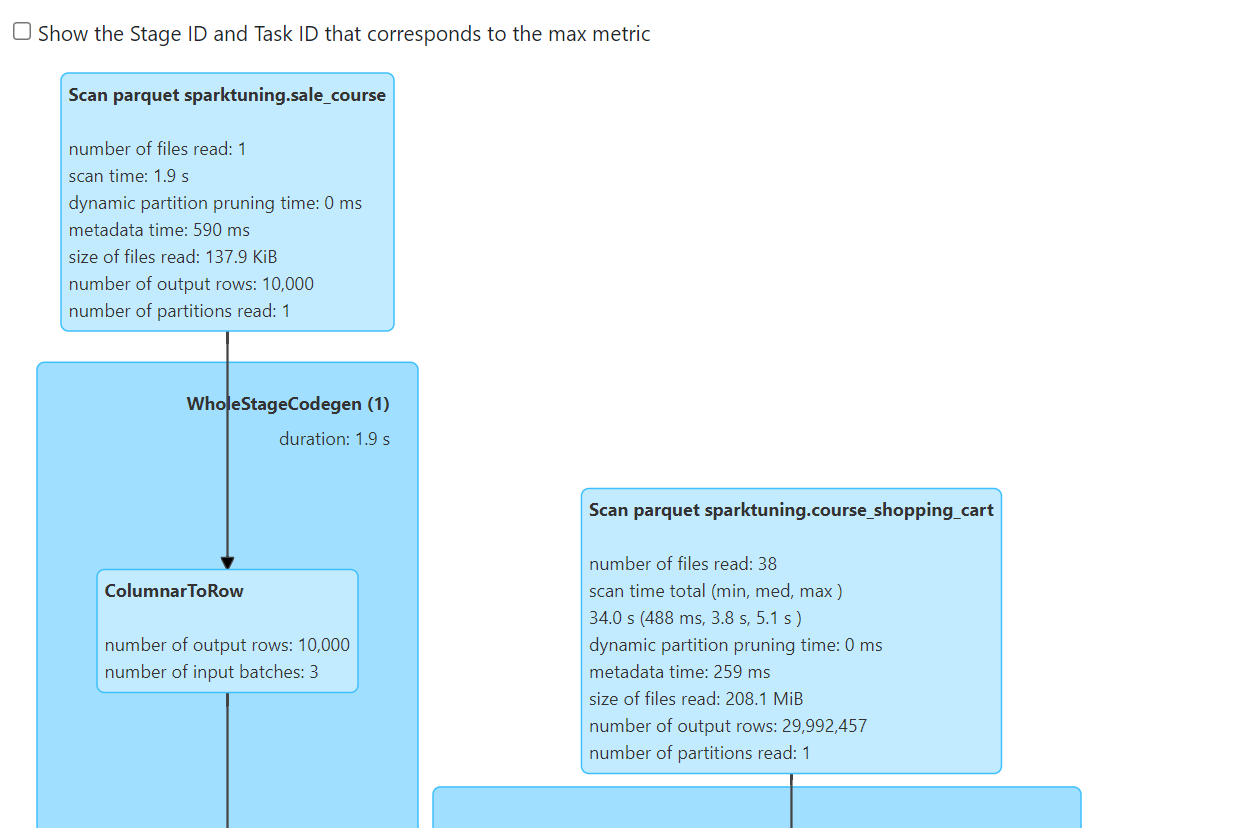 Show the Stage ID and Task ID that corresponds to the max metric
Scan parquet sparktuning.sale_course
number of files read: 1
scan time: 1.9 s
dynamic partition pruning time: 0 ms
metadata time: 590 ms
size of files read: 137.9 KiB
number of output rows: 10,000
number of partitions read: 1
WholeStageCodegen (1)
duration: 1.9 s
ColumnarToRow
number of output rows: 10,000
number of input batches: 3
Scan parquet sparktuning.course_shopping_cart
number of files read: 38
scan time total (min, med, max )
34.0 s (488 ms, 3.8 s, 5.1 s )
dynamic partition pruning time: 0 ms
metadata time: 259 ms
size of files read: 208.1 MiB
number of output rows: 29,992,457
number of partitions read: 1